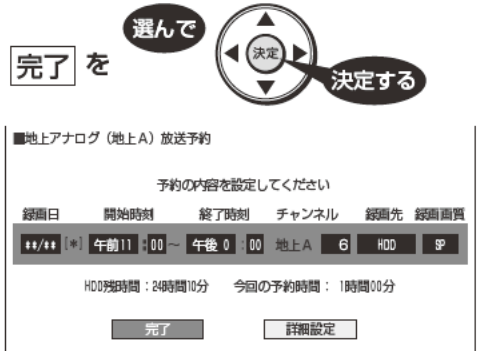 選んで
完了 を
決定
決定する
■地上アナログ（地上A）放送予約
予約の内容を設定してください
録画日 開始時刻 終了時刻 チャンネル 録画先 録画画質
‡‡/‡‡ [*] 午前11:00～ 午後 0:00 地上A 6 HDD SP
HDD残時間：24時間10分 今回の予約時間： 1時間00分
完了 詳細設定